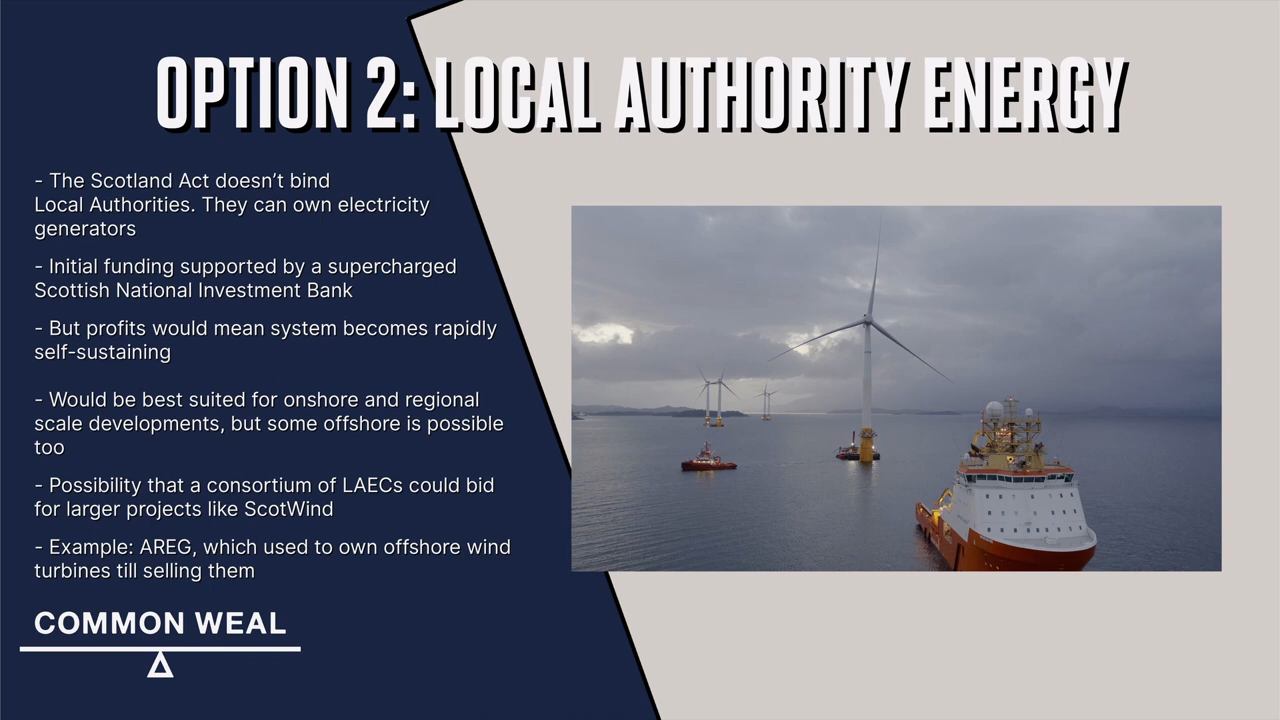 OPTION 2: LOCAL AUTHORITY ENERGY
- The Scotland Act doesn’t bind
Local Authorities. They can own electricity
generators
- Initial funding supported by a supercharged
Scottish National Investment Bank
- But profits would mean system becomes rapidly
self-sustaining
- Would be best suited for onshore and regional
scale developments, but some offshore is possible
too
- Possibility that a consortium of LAECs could bid
for larger projects like ScotWind
- Example: AREG, which used to own offshore wind
turbines till selling them
COMMON WEAL